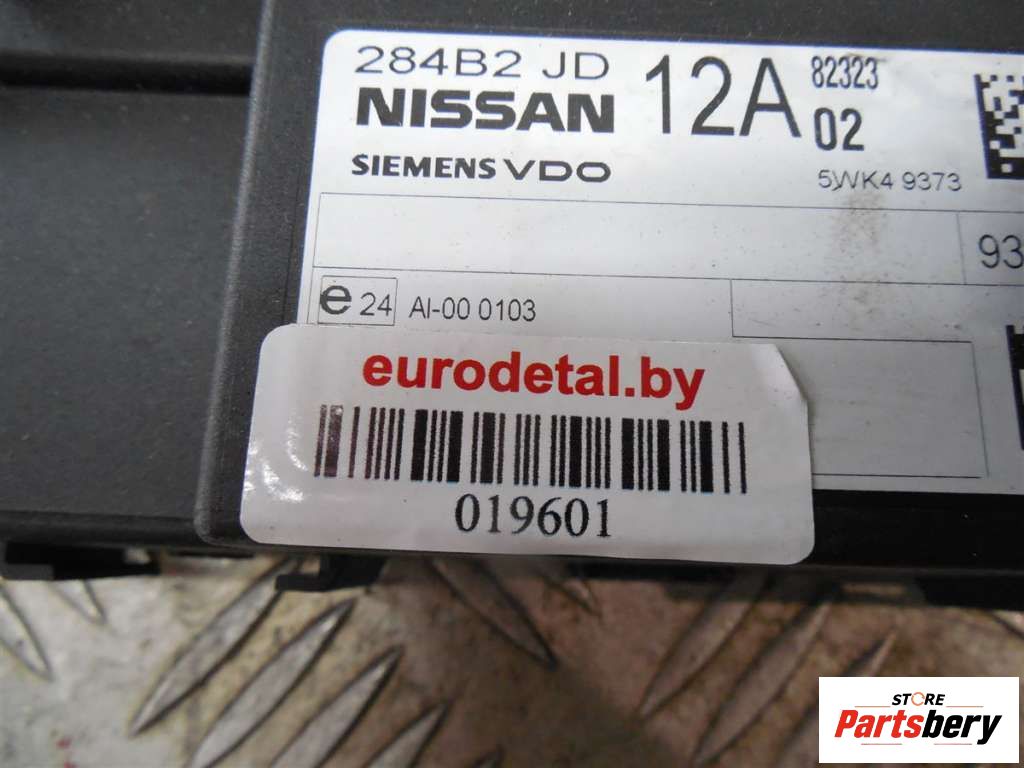 284B2 JD
NISSAN
12A
82323
02
SIEMENS VDO
5WK4 9373
93
e 24
AI-00 0103
eurodetal.by
019601
STORE
Partsbery